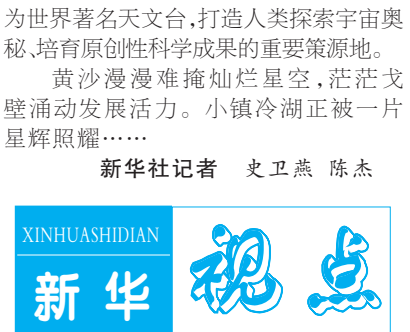 为世界著名天文台,打造人类探索宇宙奥
秘、培育原创性科学成果的重要策源地。
黄沙漫漫难掩灿烂星空,茫茫戈
壁涌动发展活力。小镇冷湖正被一片
星辉照耀……
新华社记者 史卫燕 陈杰
XINHUASHIDIAN
新华
视点